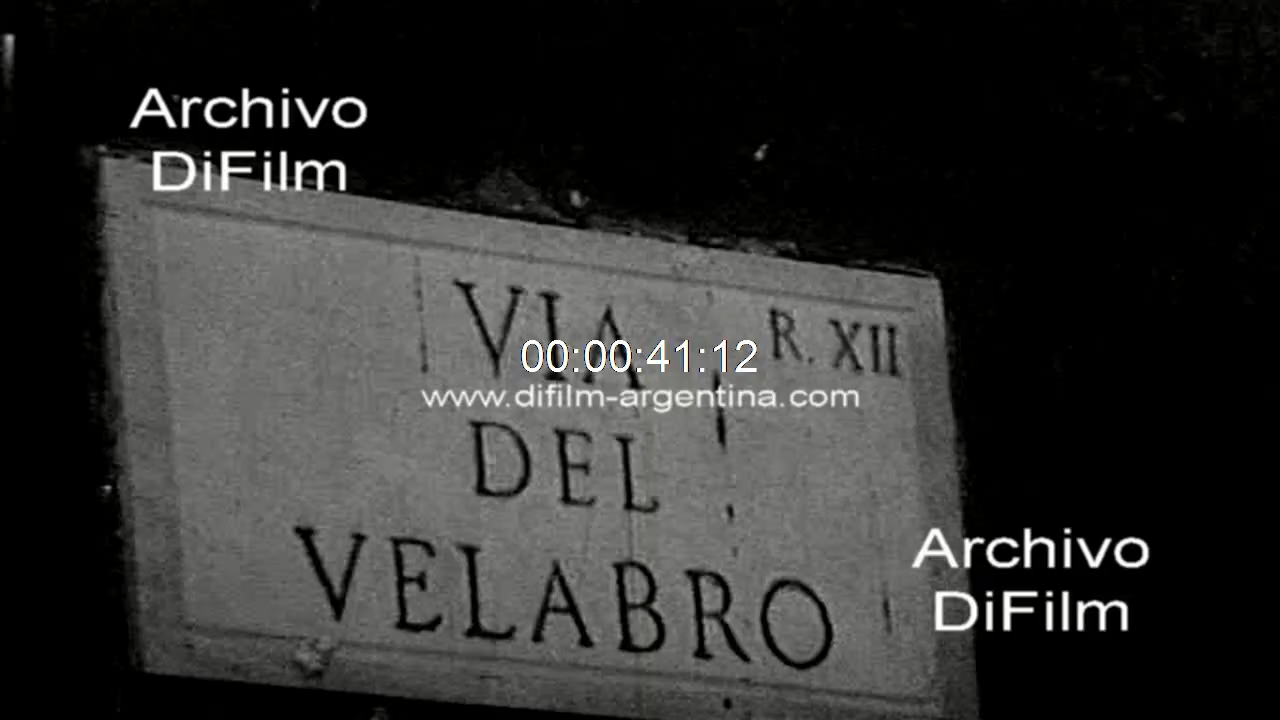 Archivo
DiFilm
VIA R. XII
00:00:41:12
www.difilm-argentina.com
DEL
VELABRO
Archivo
DiFilm